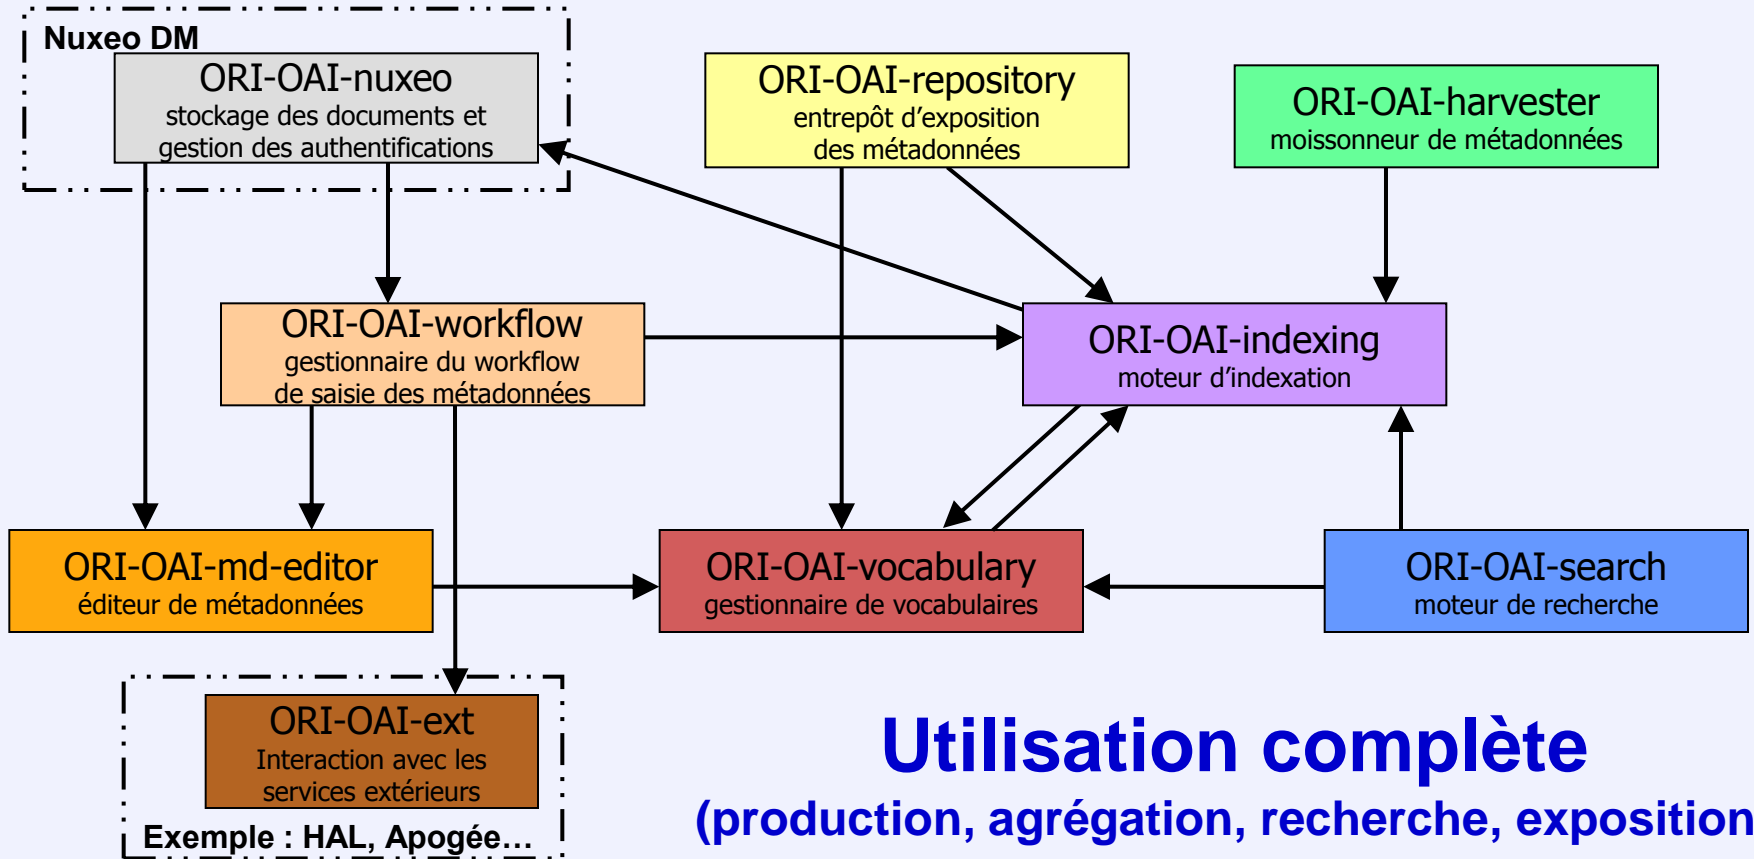 Nuxeo DM
ORI-OAI-nuxeo
stockage des documents et
gestion des authentifications
ORI-OAI-repository
entrepôt d'exposition
des métadonnées
ORI-OAI-harvester
moissonneur de métadonnées
ORI-OAI-workflow
gestionnaire du workflow
de saisie des métadonnées
ORI-OAI-indexing
moteur d’indexation
ORI-OAI-md-editor
éditeur de métadonnées
ORI-OAI-vocabulary
gestionnaire de vocabulaires
ORI-OAI-search
moteur de recherche
ORI-OAI-ext
Interaction avec les
services extérieurs
Exemple : HAL, Apogée…
Utilisation complète
(production, agrégation, recherche, exposition